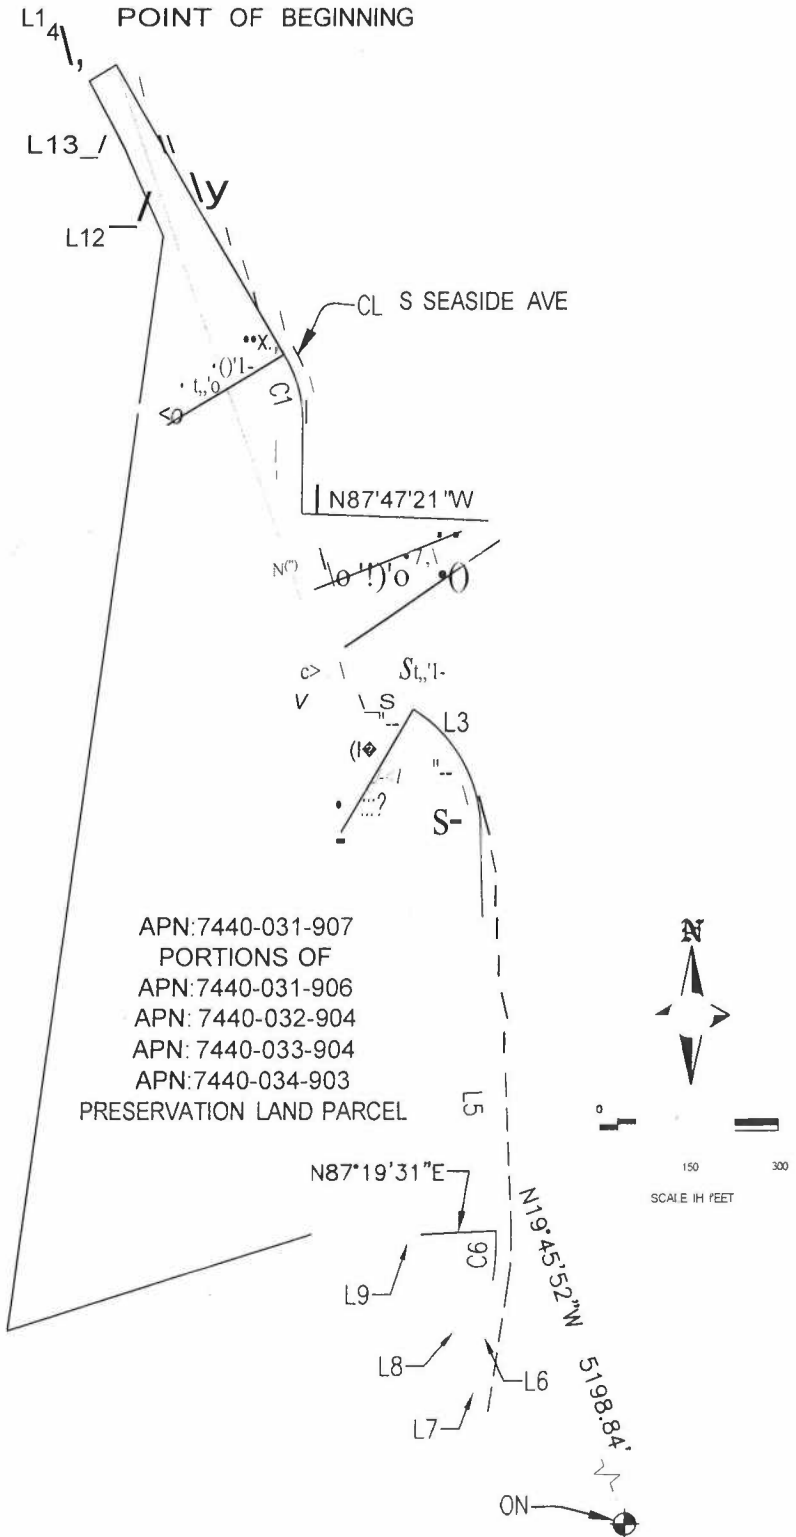 L14
POINT OF BEGINNING
L13
L12
CL S SEASIDE AVE
C1
N87'47'21"W
L3
APN:7440-031-907
PORTIONS OF
APN:7440-031-906
APN: 7440-032-904
APN: 7440-033-904
APN:7440-034-903
PRESERVATION LAND PARCEL
N
L5
0
150
300
SCALE IH FEET
N87°19'31"E
C6
N19°45'52"W 5198.84'
L9
L8
L6
L7
ON